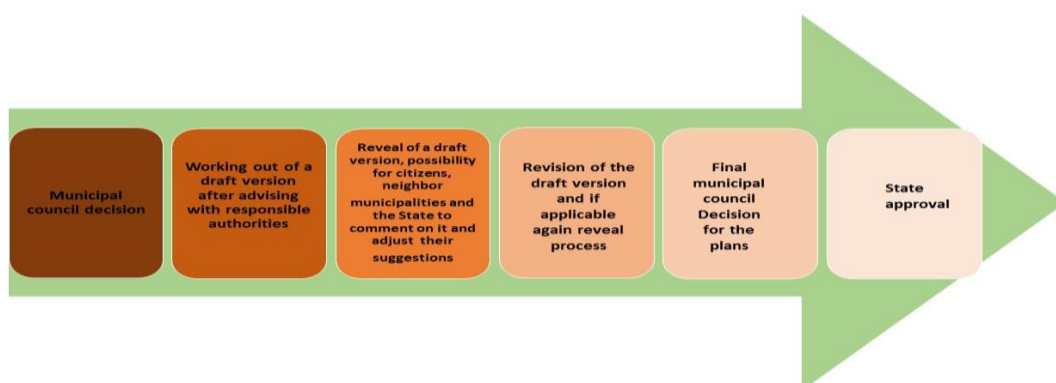 Municipal
council decision
Working out of a
draft version
after advising
with responsible
authorities
Reveal of a draft
version, possibility
for citizens,
neighbor
municipalities and
the State to
comment on it and
adjust their
suggestions
Revision of the
draft version
and if
applicable
again reveal
process
Final
municipal
council
Decision
for the
plans
State
approval